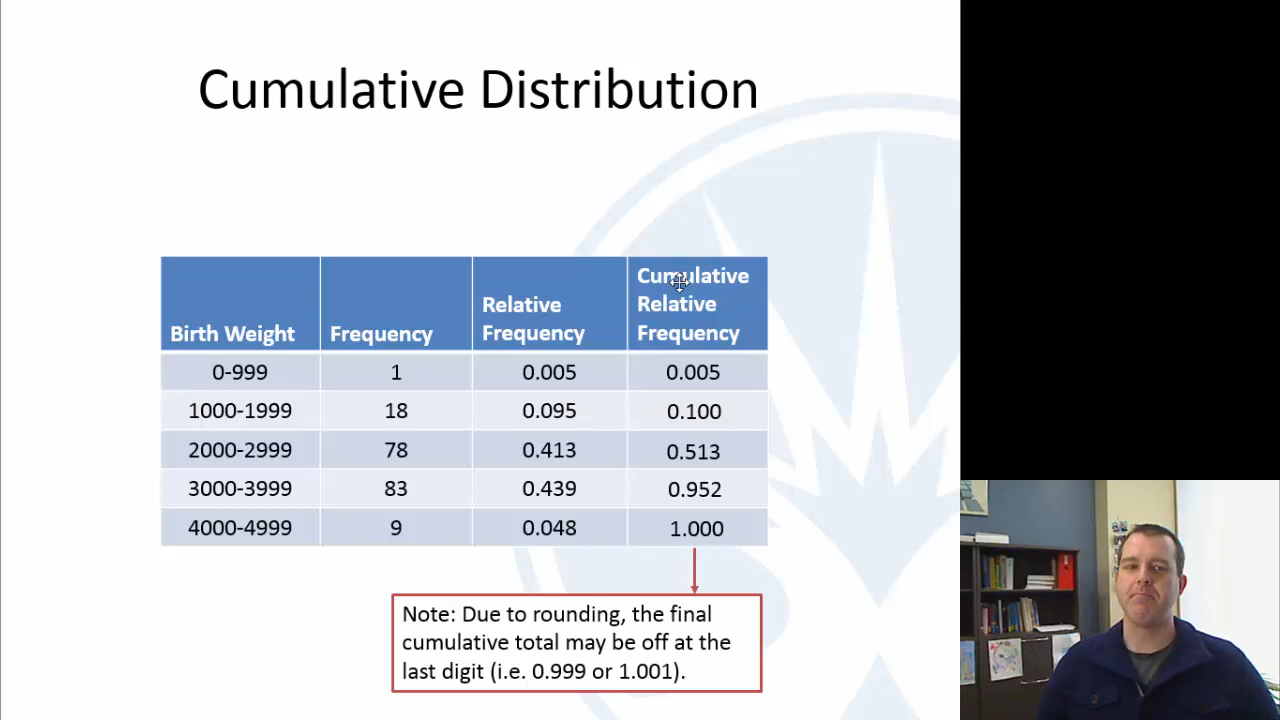 Cumulative Distribution
Birth Weight Frequency Relative Frequency Cumulative Relative Frequency
0-999 1 0.005 0.005
1000-1999 18 0.095 0.100
2000-2999 78 0.413 0.513
3000-3999 83 0.439 0.952
4000-4999 9 0.048 1.000
Note: Due to rounding, the final
cumulative total may be off at the
last digit (i.e. 0.999 or 1.001).